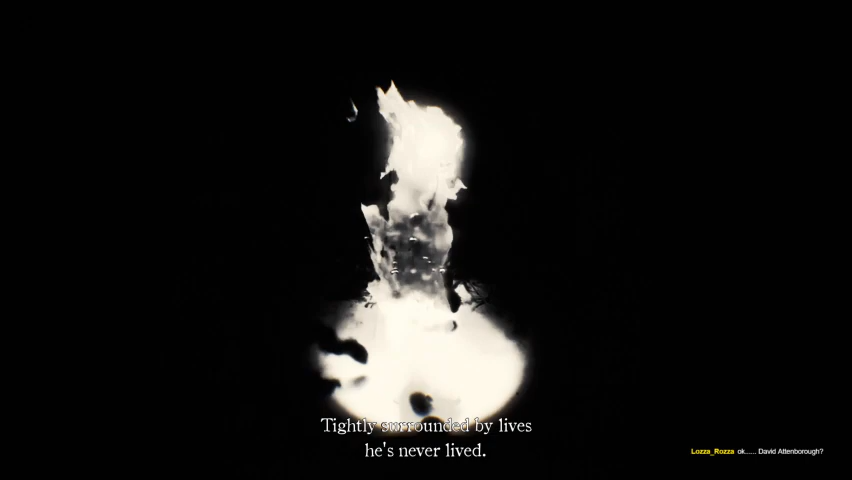 Tightly surrounded by lives
he's never lived.
Lozza_Rozza ok...... David Attenborough?